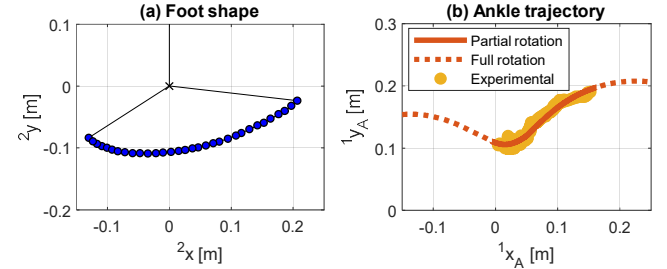 (a) Foot shape
0.1
0
-0.1
-0.2
-0.1
0
0.1
0.2
²y [m]
²x [m]
(b) Ankle trajectory
Partial rotation
Full rotation
Experimental
0.3
0.2
0.1
0
-0.1
0
0.1
0.2
¹y_A [m]
¹x_A [m]